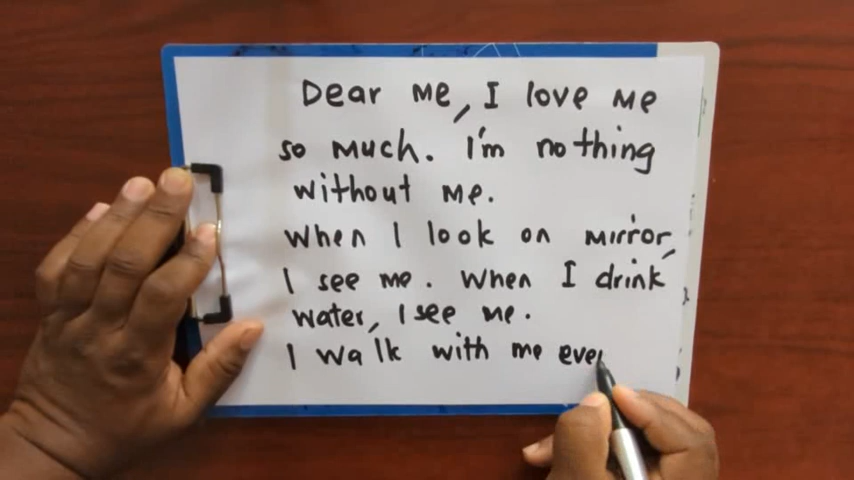 Dear Me, I love Me
so much. I'm nothing
without me.
When I look on mirror,
I see me. When I drink
water, I see me.
I walk with me eve